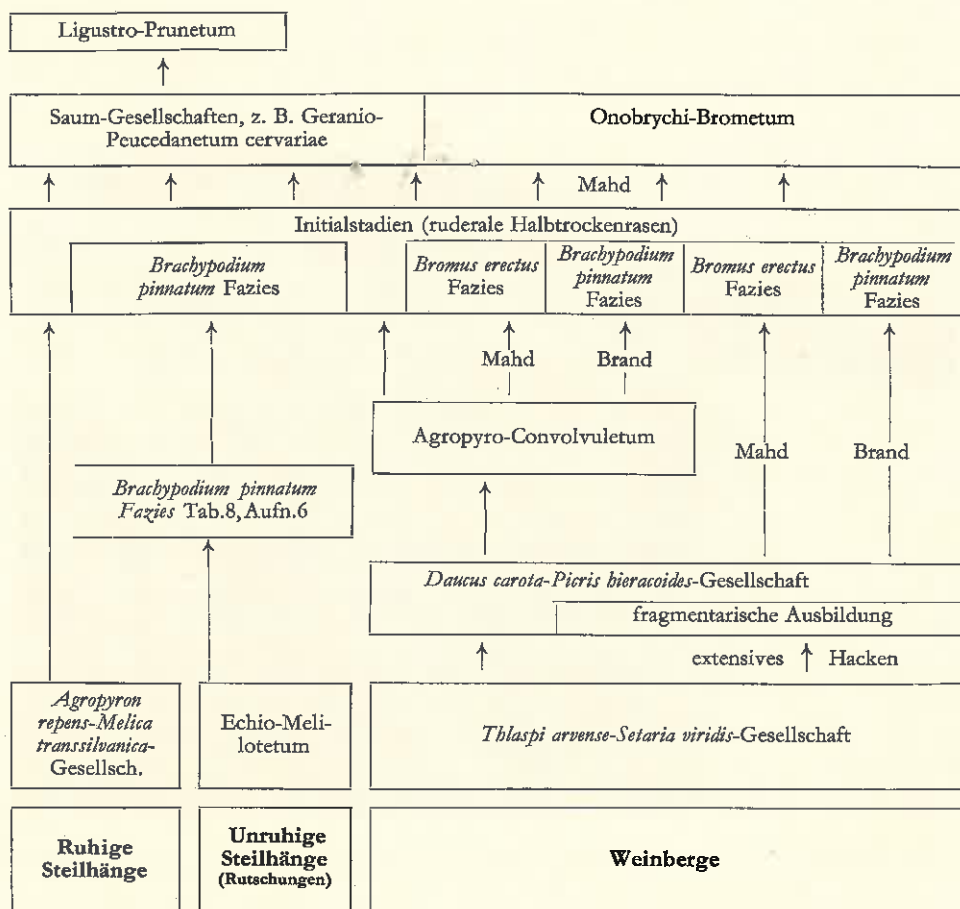 Ligustro-Prunetum
Saum-Gesellschaften, z. B. Geranio-
Peucedanetum cervariae
Onobrychi-Brometum
Mahd
Initialstadien (ruderale Halbtrockenrasen)
Brachypodium
pinnatum Fazies
Bromus erectus
Fazies
Brachypodium
pinnatum
Fazies
Bromus erectus
Fazies
Brachypodium
pinnatum
Fazies
Mahd
Brand
Agropyro-Convolvuletum
Mahd
Brand
Brachypodium pinnatum
Fazies Tab.8, Aufn.6
Daucus carota-Picris hieracoides-Gesellschaft
fragmentarische Ausbildung
extensives
Hacken
Agropyron
repens-Melica
transsilvanica-
Gesellsch.
Echio-Meli-
lotetum
Thlaspi arvense-Setaria viridis-Gesellschaft
Ruhige
Steilhänge
Unruhige
Steilhänge
(Rutschungen)
Weinberge